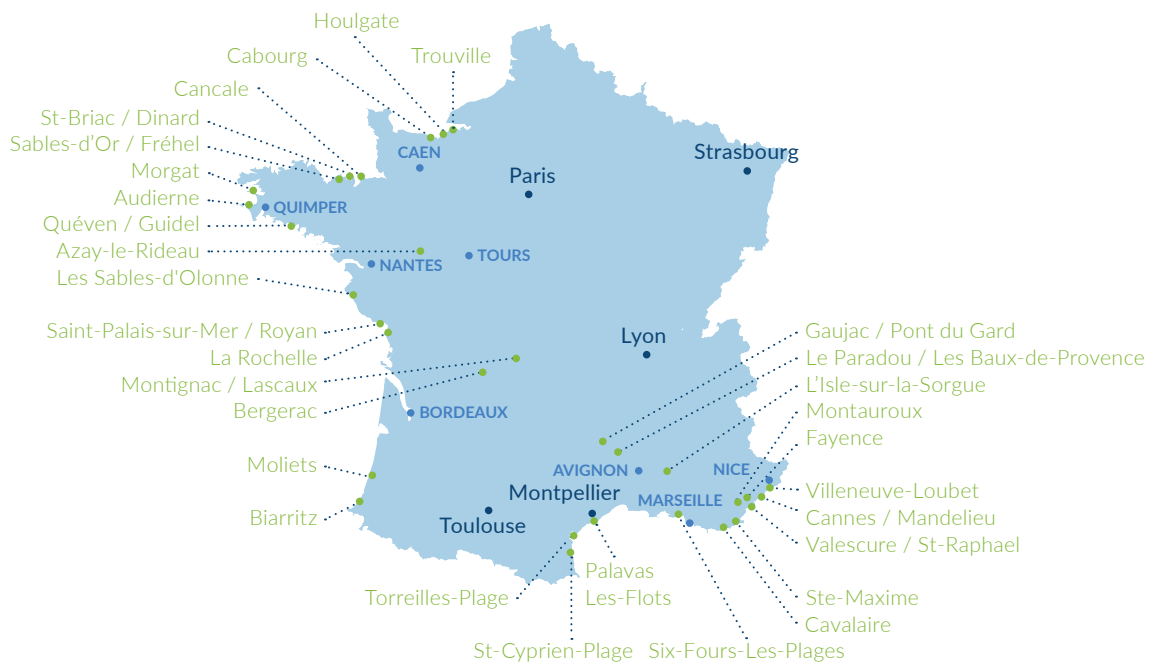 Houlgate
Cabourg
Trouville
Cancale
St-Briac / Dinard
Sables-d'Or / Fréhel
Morgat
Audierne
Quéven / Guidel
Azay-le-Rideau
Les Sables-d'Olonne
Saint-Palais-sur-Mer / Royan
La Rochelle
Montignac / Lascaux
Bergerac
Moliets
Biarritz
CAEN
Paris
Strasbourg
QUIMPER
TOURS
NANTES
Lyon
BORDEAUX
AVIGNON
NICE
Montpellier
MARSEILLE
Toulouse
Gaujac / Pont du Gard
Le Paradou / Les Baux-de-Provence
L'Isle-sur-la-Sorgue
Montauroux
Fayence
Villeneuve-Loubet
Cannes / Mandelieu
Valescure / St-Raphael
Ste-Maxime
Cavalaire
Palavas
Les-Flots
Torreilles-Plage
St-Cyprien-Plage
Six-Fours-Les-Plages